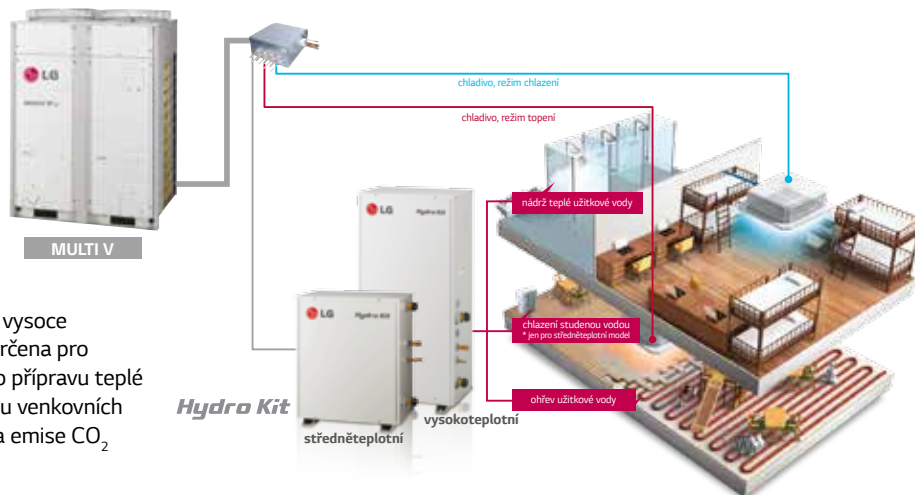 LG
MULTI V
chladivo, režim chlazení
chladivo, režim topení
nádrž teplé užitkové vody
chlazení studenou vodou
* jen pro středněteplotní model
ohřev užitkové vody
LG Hydro Kit
LG Hydro Kit
Hydro Kit
středněteplotní
vysokoteplotní
vysoce
rčena pro
o přípravu teplé
u venkovních
a emise CO₂